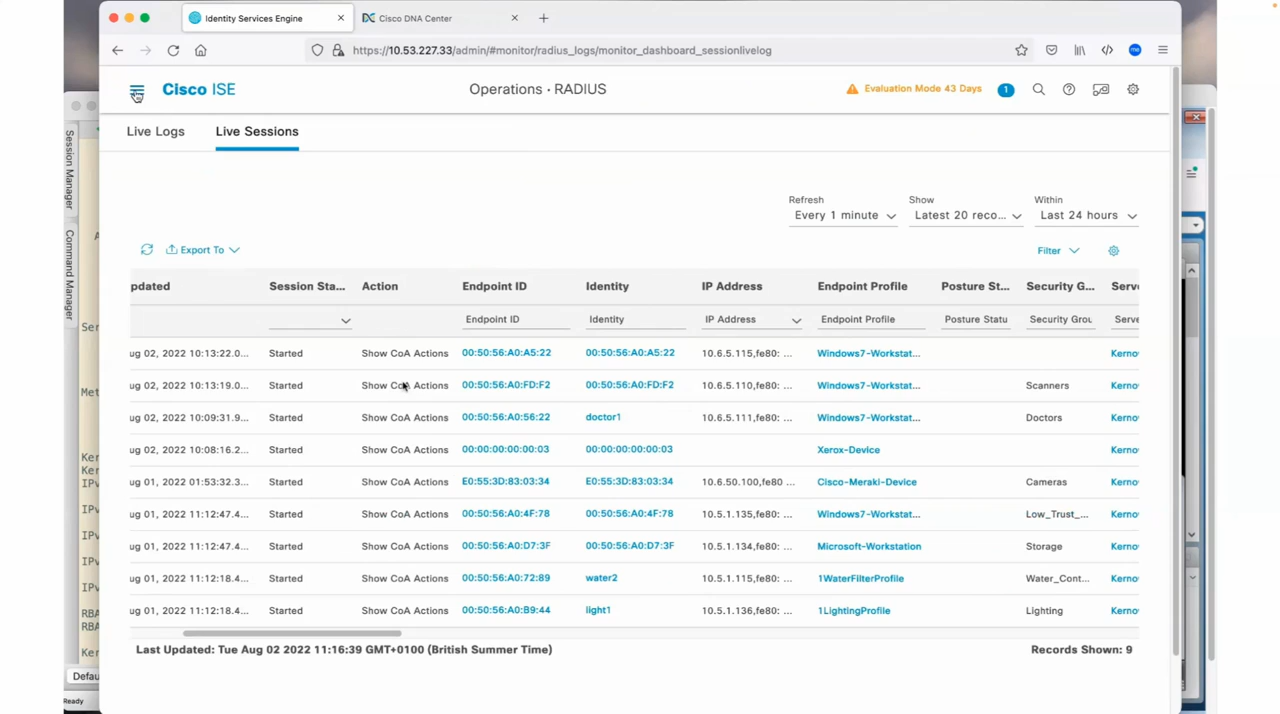 Identity Services Engine
Cisco DNA Center
https://10.53.227.33/admin/#monitor/radius_logs/monitor_dashboard_sessionlivelog
me
Cisco ISE
Operations · RADIUS
Evaluation Mode 43 Days
1
Live Logs
Live Sessions
Refresh
Every 1 minute
Show
Latest 20 reco...
Within
Last 24 hours
Export To
Filter
pdated Session Sta... Action Endpoint ID Identity IP Address Endpoint Profile Posture St... Security G... Serve
Endpoint ID Identity IP Address Endpoint Profile Posture Statu Security Grou Serve
ug 02, 2022 10:13:22.0... Started Show CoA Actions 00:50:56:A0:A5:22 00:50:56:A0:A5:22 10.6.5.115,fe80: ... Windows7-Workstat... Kerno
ug 02, 2022 10:13:19.0... Started Show CoA Actions 00:50:56:A0:FD:F2 00:50:56:A0:FD:F2 10.6.5.110,fe80: ... Windows7-Workstat... Scanners Kerno
ug 02, 2022 10:09:31.9... Started Show CoA Actions 00:50:56:A0:56:22 doctor1 10.6.5.111,fe80: ... Windows7-Workstat... Doctors Kerno
ug 02, 2022 10:08:16.2... Started Show CoA Actions 00:00:00:00:00:03 00:00:00:00:00:03 Xerox-Device Kerno
ug 01, 2022 01:53:32.3... Started Show CoA Actions E0:55:3D:83:03:34 E0:55:3D:83:03:34 10.6.50.100,fe80 ... Cisco-Meraki-Device Cameras Kerno
ug 01, 2022 11:12:47.4... Started Show CoA Actions 00:50:56:A0:4F:78 00:50:56:A0:4F:78 10.5.1.135,fe80: ... Windows7-Workstat... Low_Trust_... Kerno
ug 01, 2022 11:12:47.4... Started Show CoA Actions 00:50:56:A0:D7:3F 00:50:56:A0:D7:3F 10.5.1.134,fe80: ... Microsoft-Workstation Storage Kerno
ug 01, 2022 11:12:18.4... Started Show CoA Actions 00:50:56:A0:72:89 water2 10.5.1.115,fe80: ... 1WaterFilterProfile Water_Cont... Kerno
ug 01, 2022 11:12:18.4... Started Show CoA Actions 00:50:56:A0:B9:44 light1 10.5.1.136,fe80: ... 1LightingProfile Lighting Kerno
Last Updated: Tue Aug 02 2022 11:16:39 GMT+0100 (British Summer Time)
Records Shown: 9
Session Manager
Command Manager
A
Ser
Met
Ker
Ker
IPv
IPv
IPv
IPv
IPv
RBA
RBA
Ker
Defau
Ready